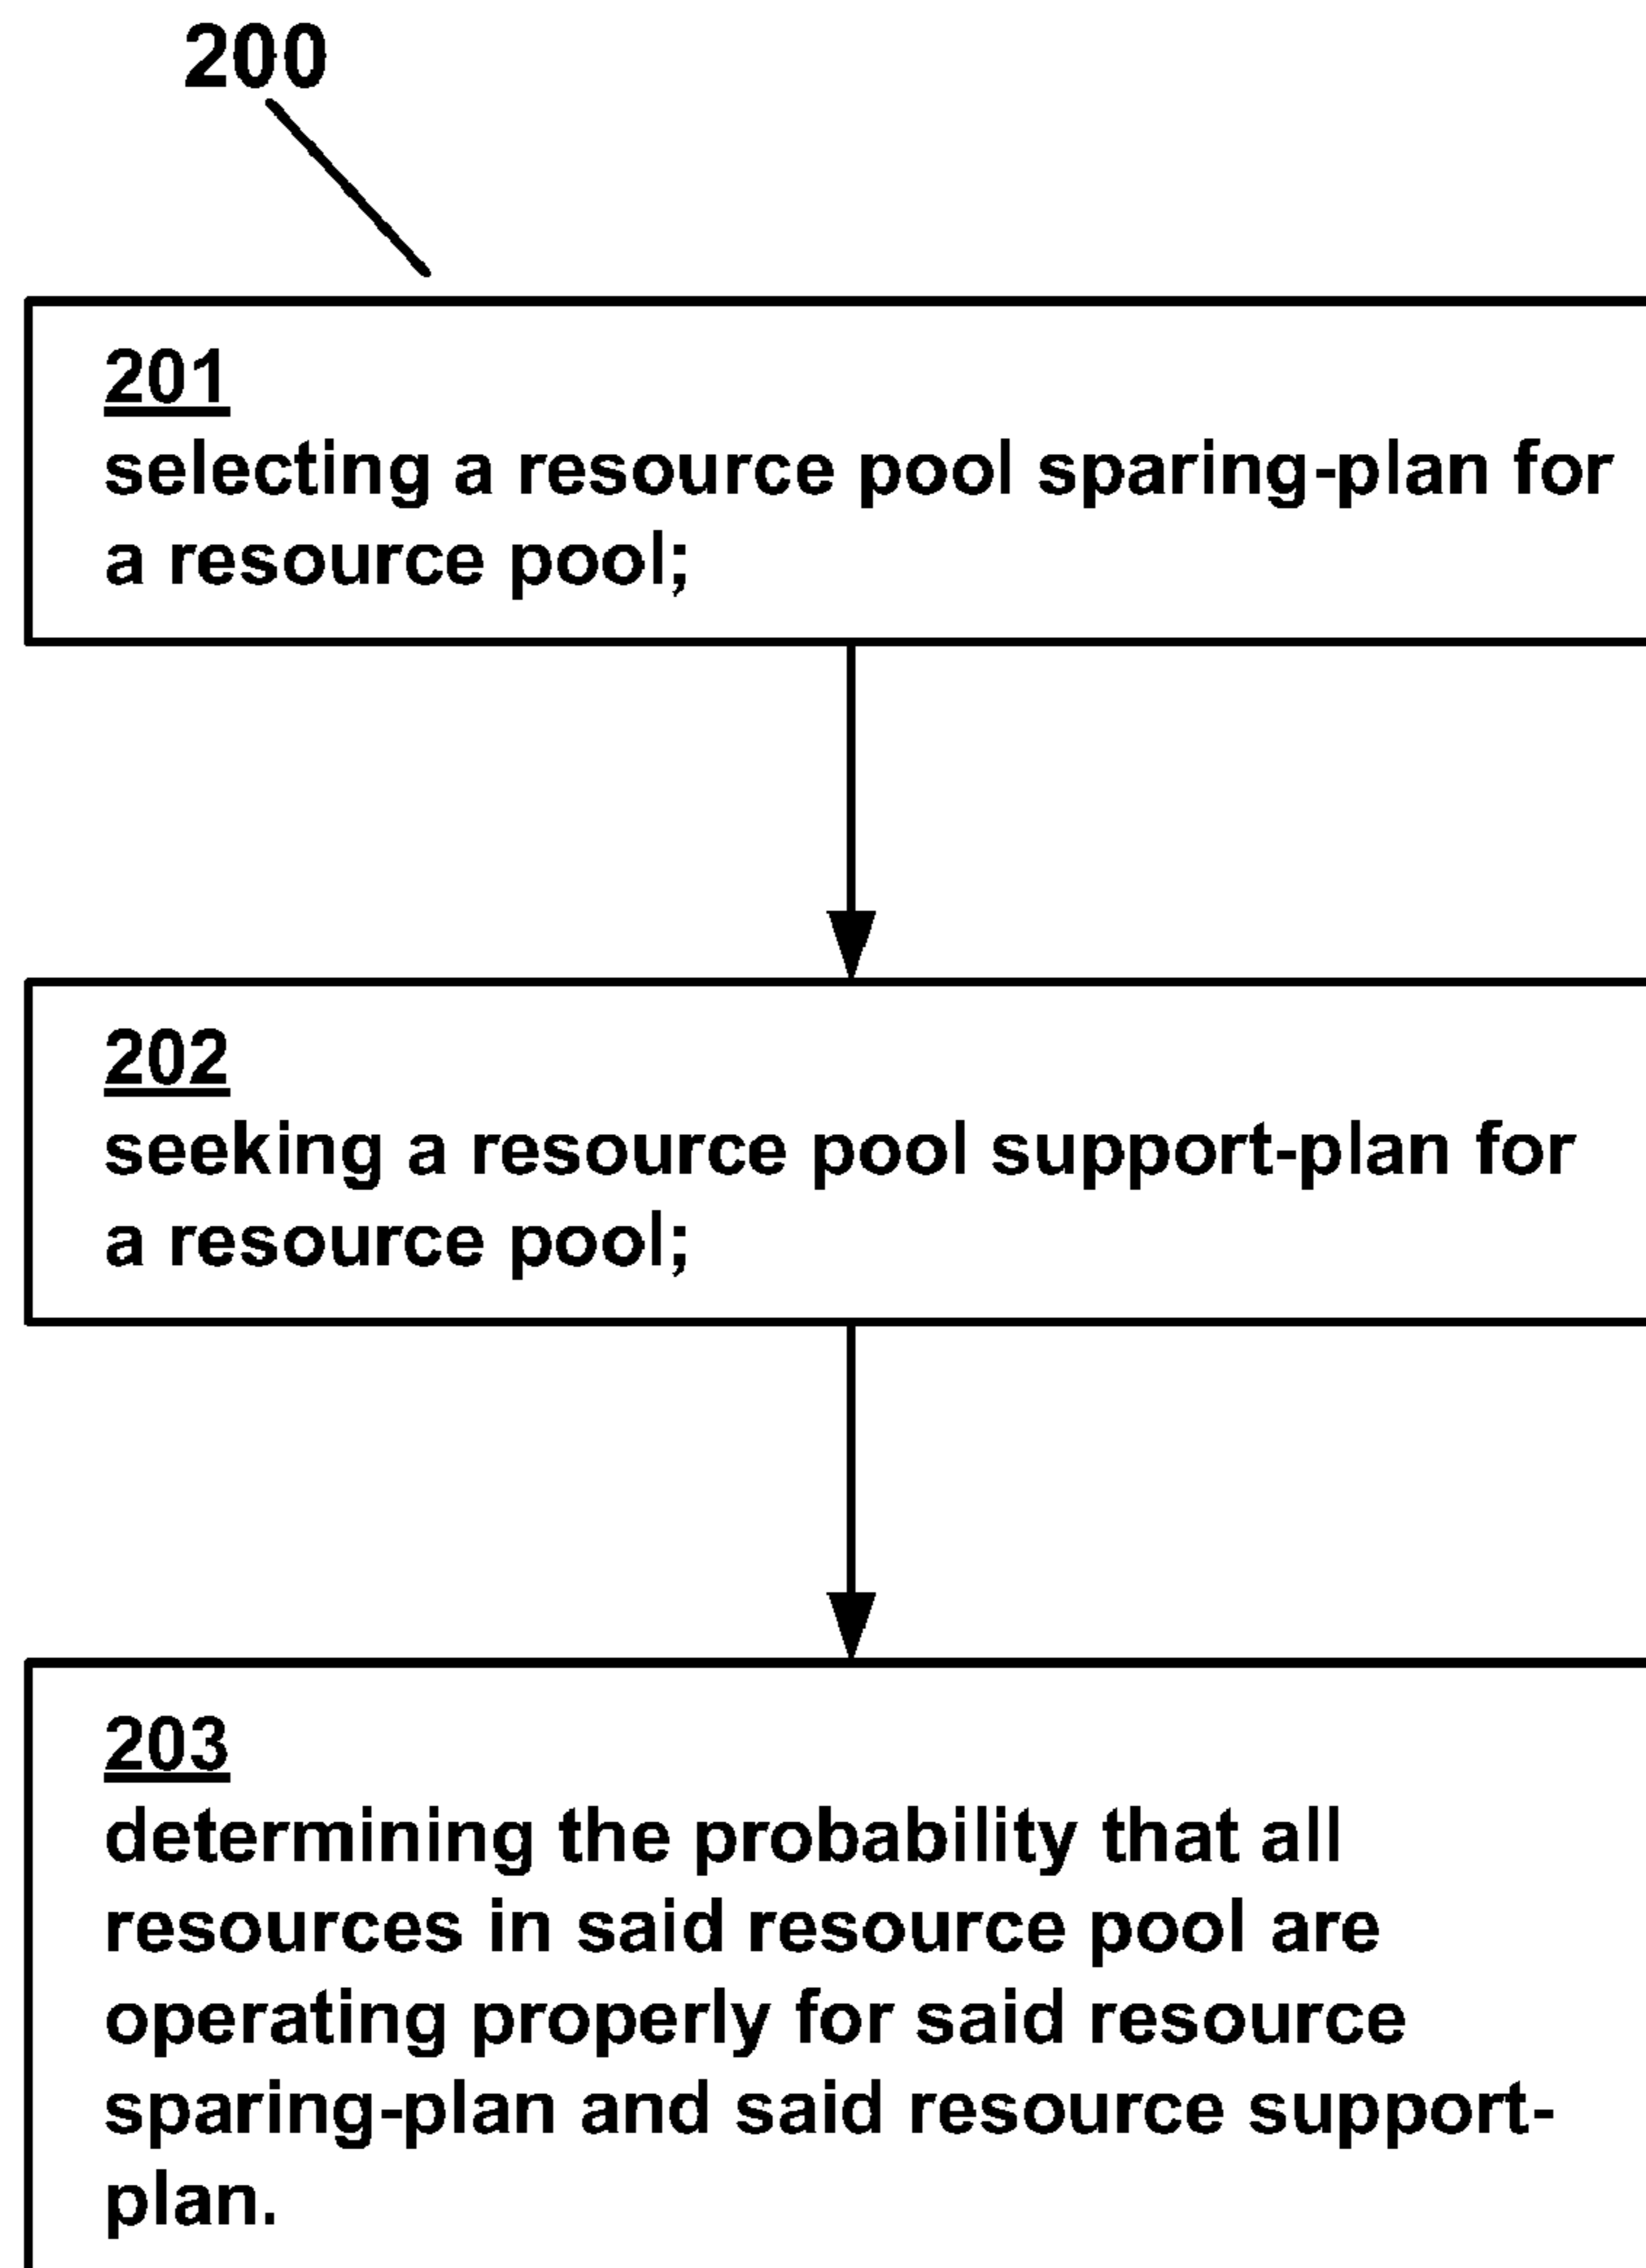 200
201
selecting a resource pool sparing-plan for
a resource pool;
202
seeking a resource pool support-plan for
a resource pool;
203
determining the probability that all
resources in said resource pool are
operating properly for said resource
sparing-plan and said resource support-
plan.